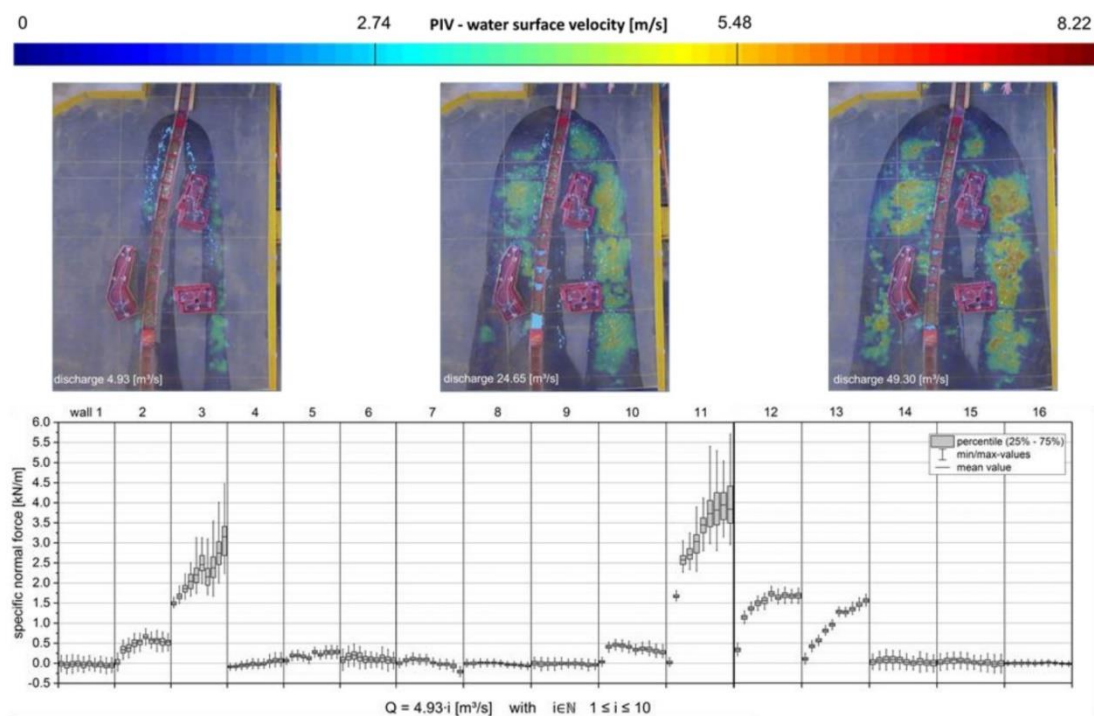 0 2.74 PIV - water surface velocity [m/s] 5.48 8.22
discharge 4.93 [m³/s] discharge 24.65 [m³/s] discharge 49.30 [m³/s]
wall 1 2 3 4 5 6 7 8 9 10 11 12 13 14 15 16
specific normal force [kN/m]
6.0
5.5
5.0
4.5
4.0
3.5
3.0
2.5
2.0
1.5
1.0
0.5
0.0
-0.5
percentile (25% - 75%)
min/max-values
mean value
Q = 4.93·i [m³/s] with i∈ℕ 1 ≤ i ≤ 10